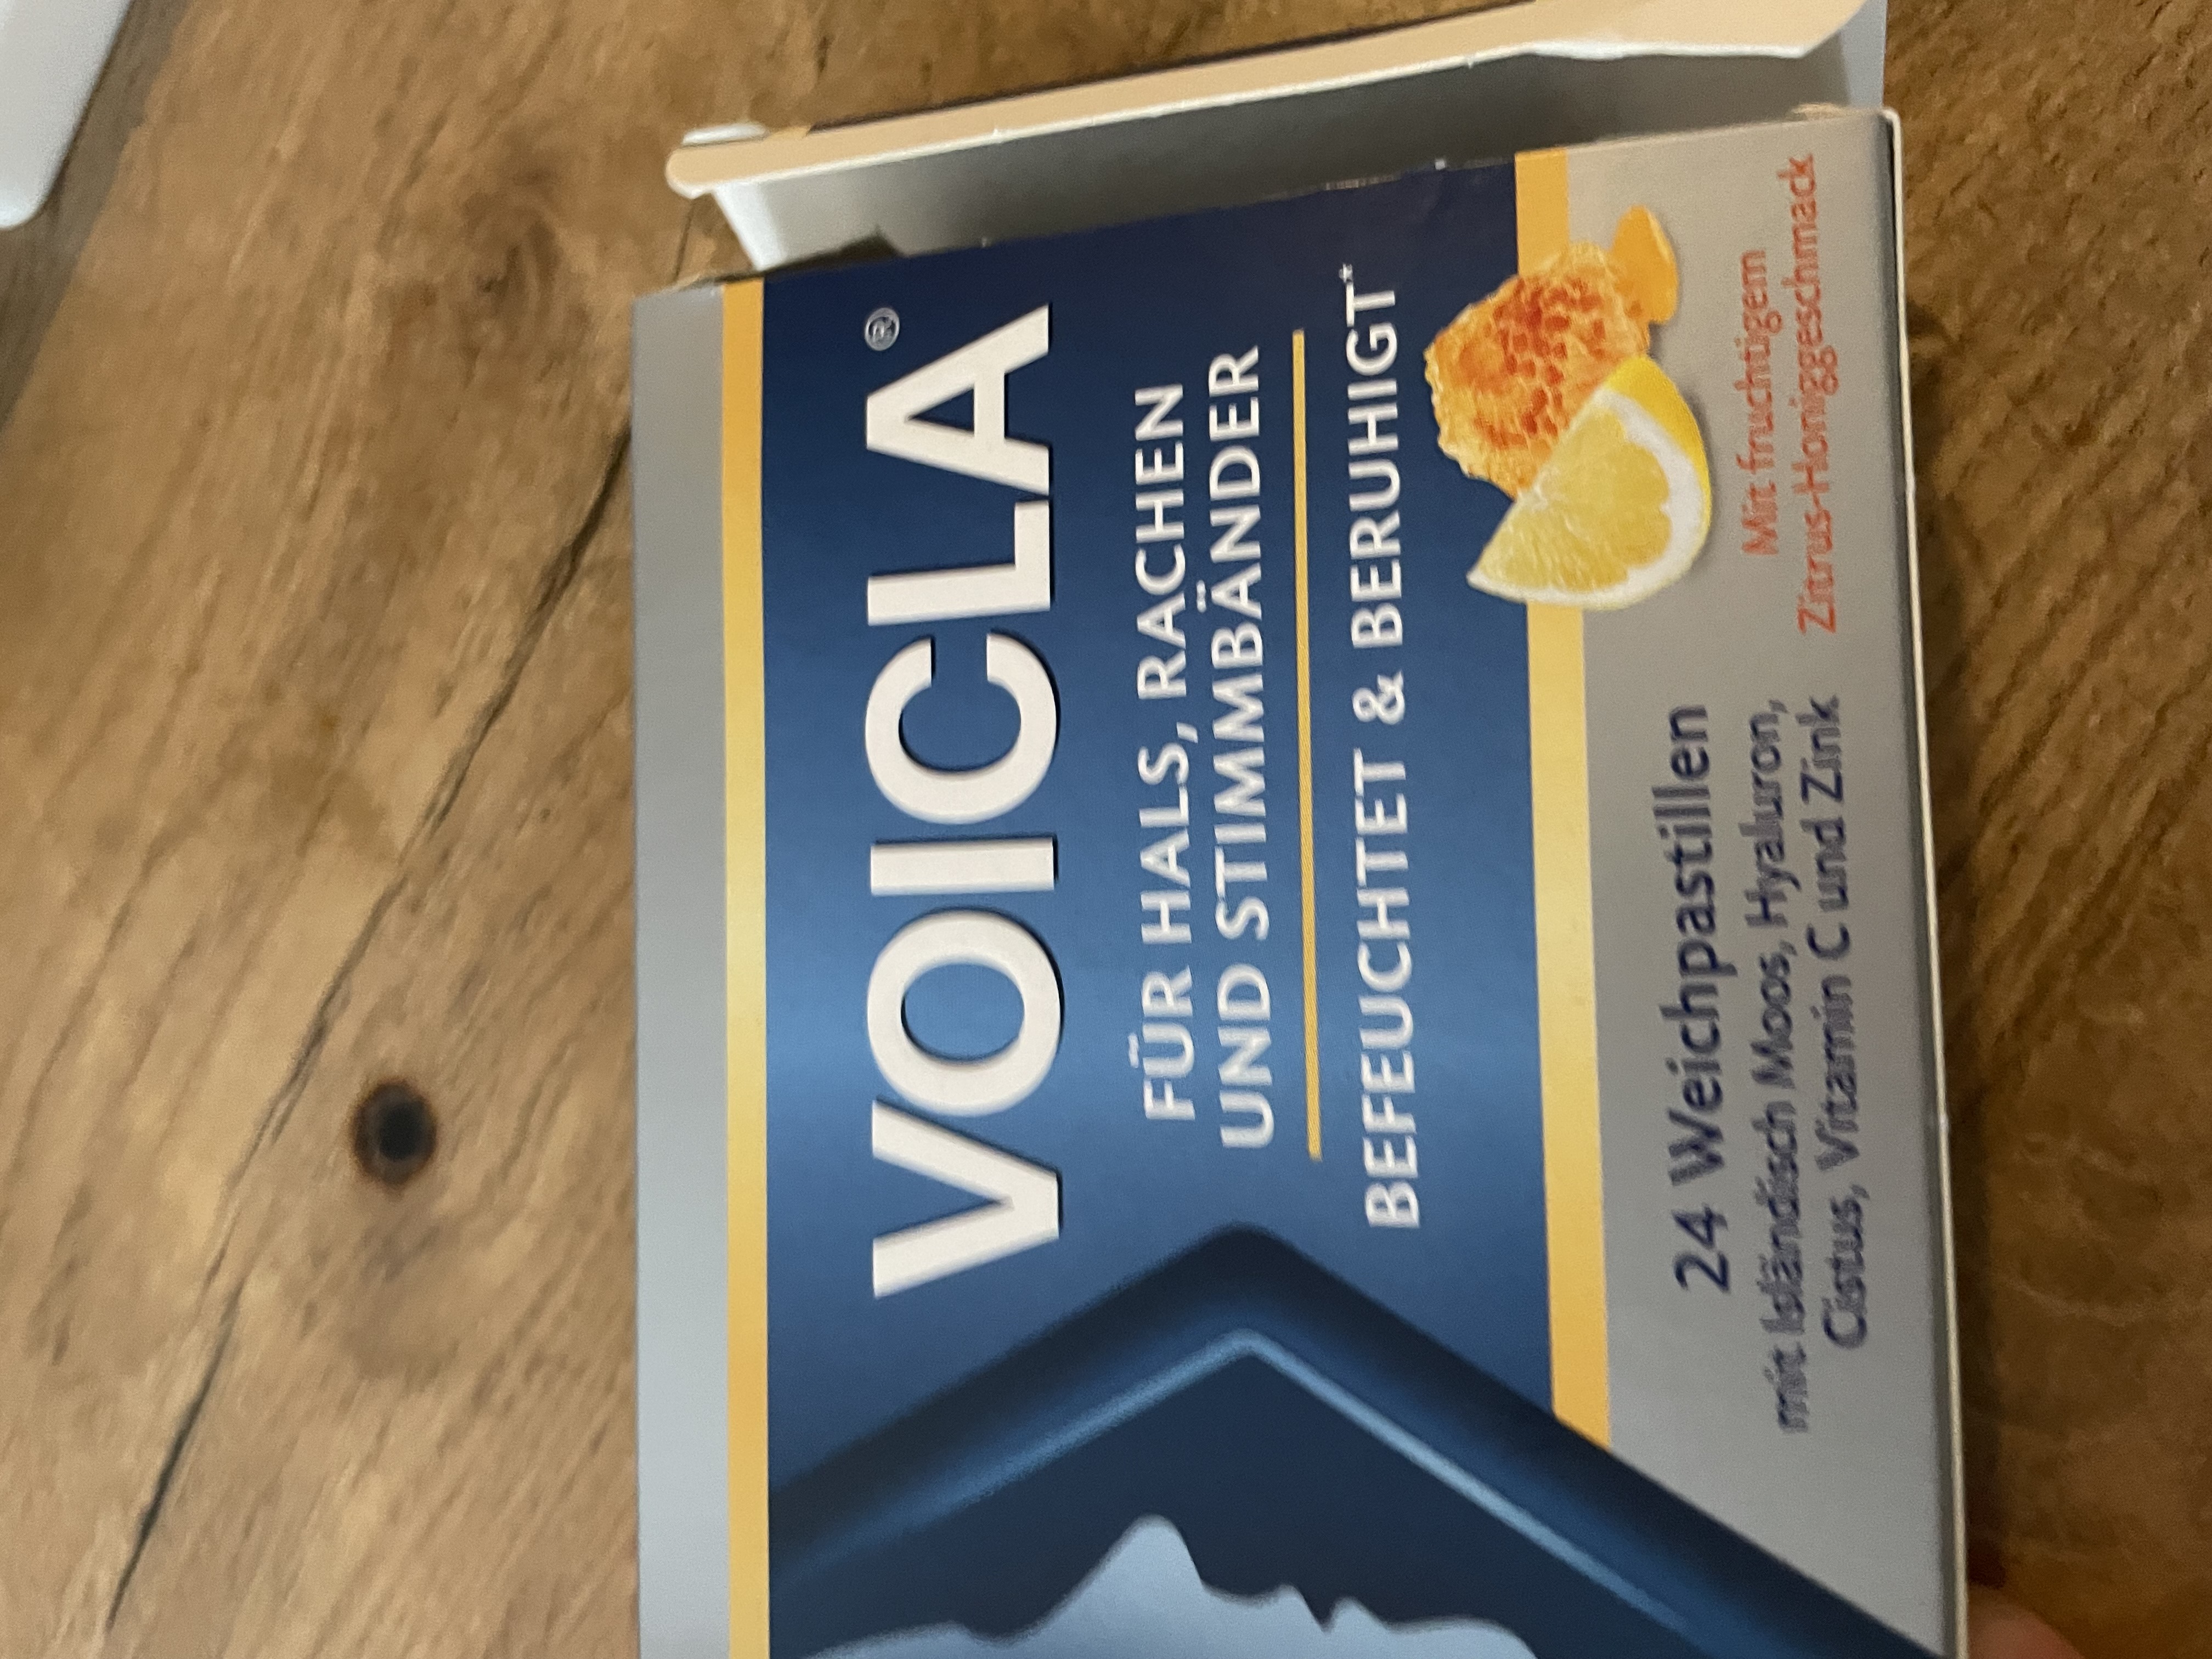 VOICLA®
FÜR HALS, RACHEN
UND STIMMBÄNDER
BEFEUCHTET & BERUHIGT*
24 Weichpastillen
mit Isländisch Moos, Hyaluron,
Cistus, Vitamin C und Zink
Mit fruchtigem
Zitrus-Honiggeschmack